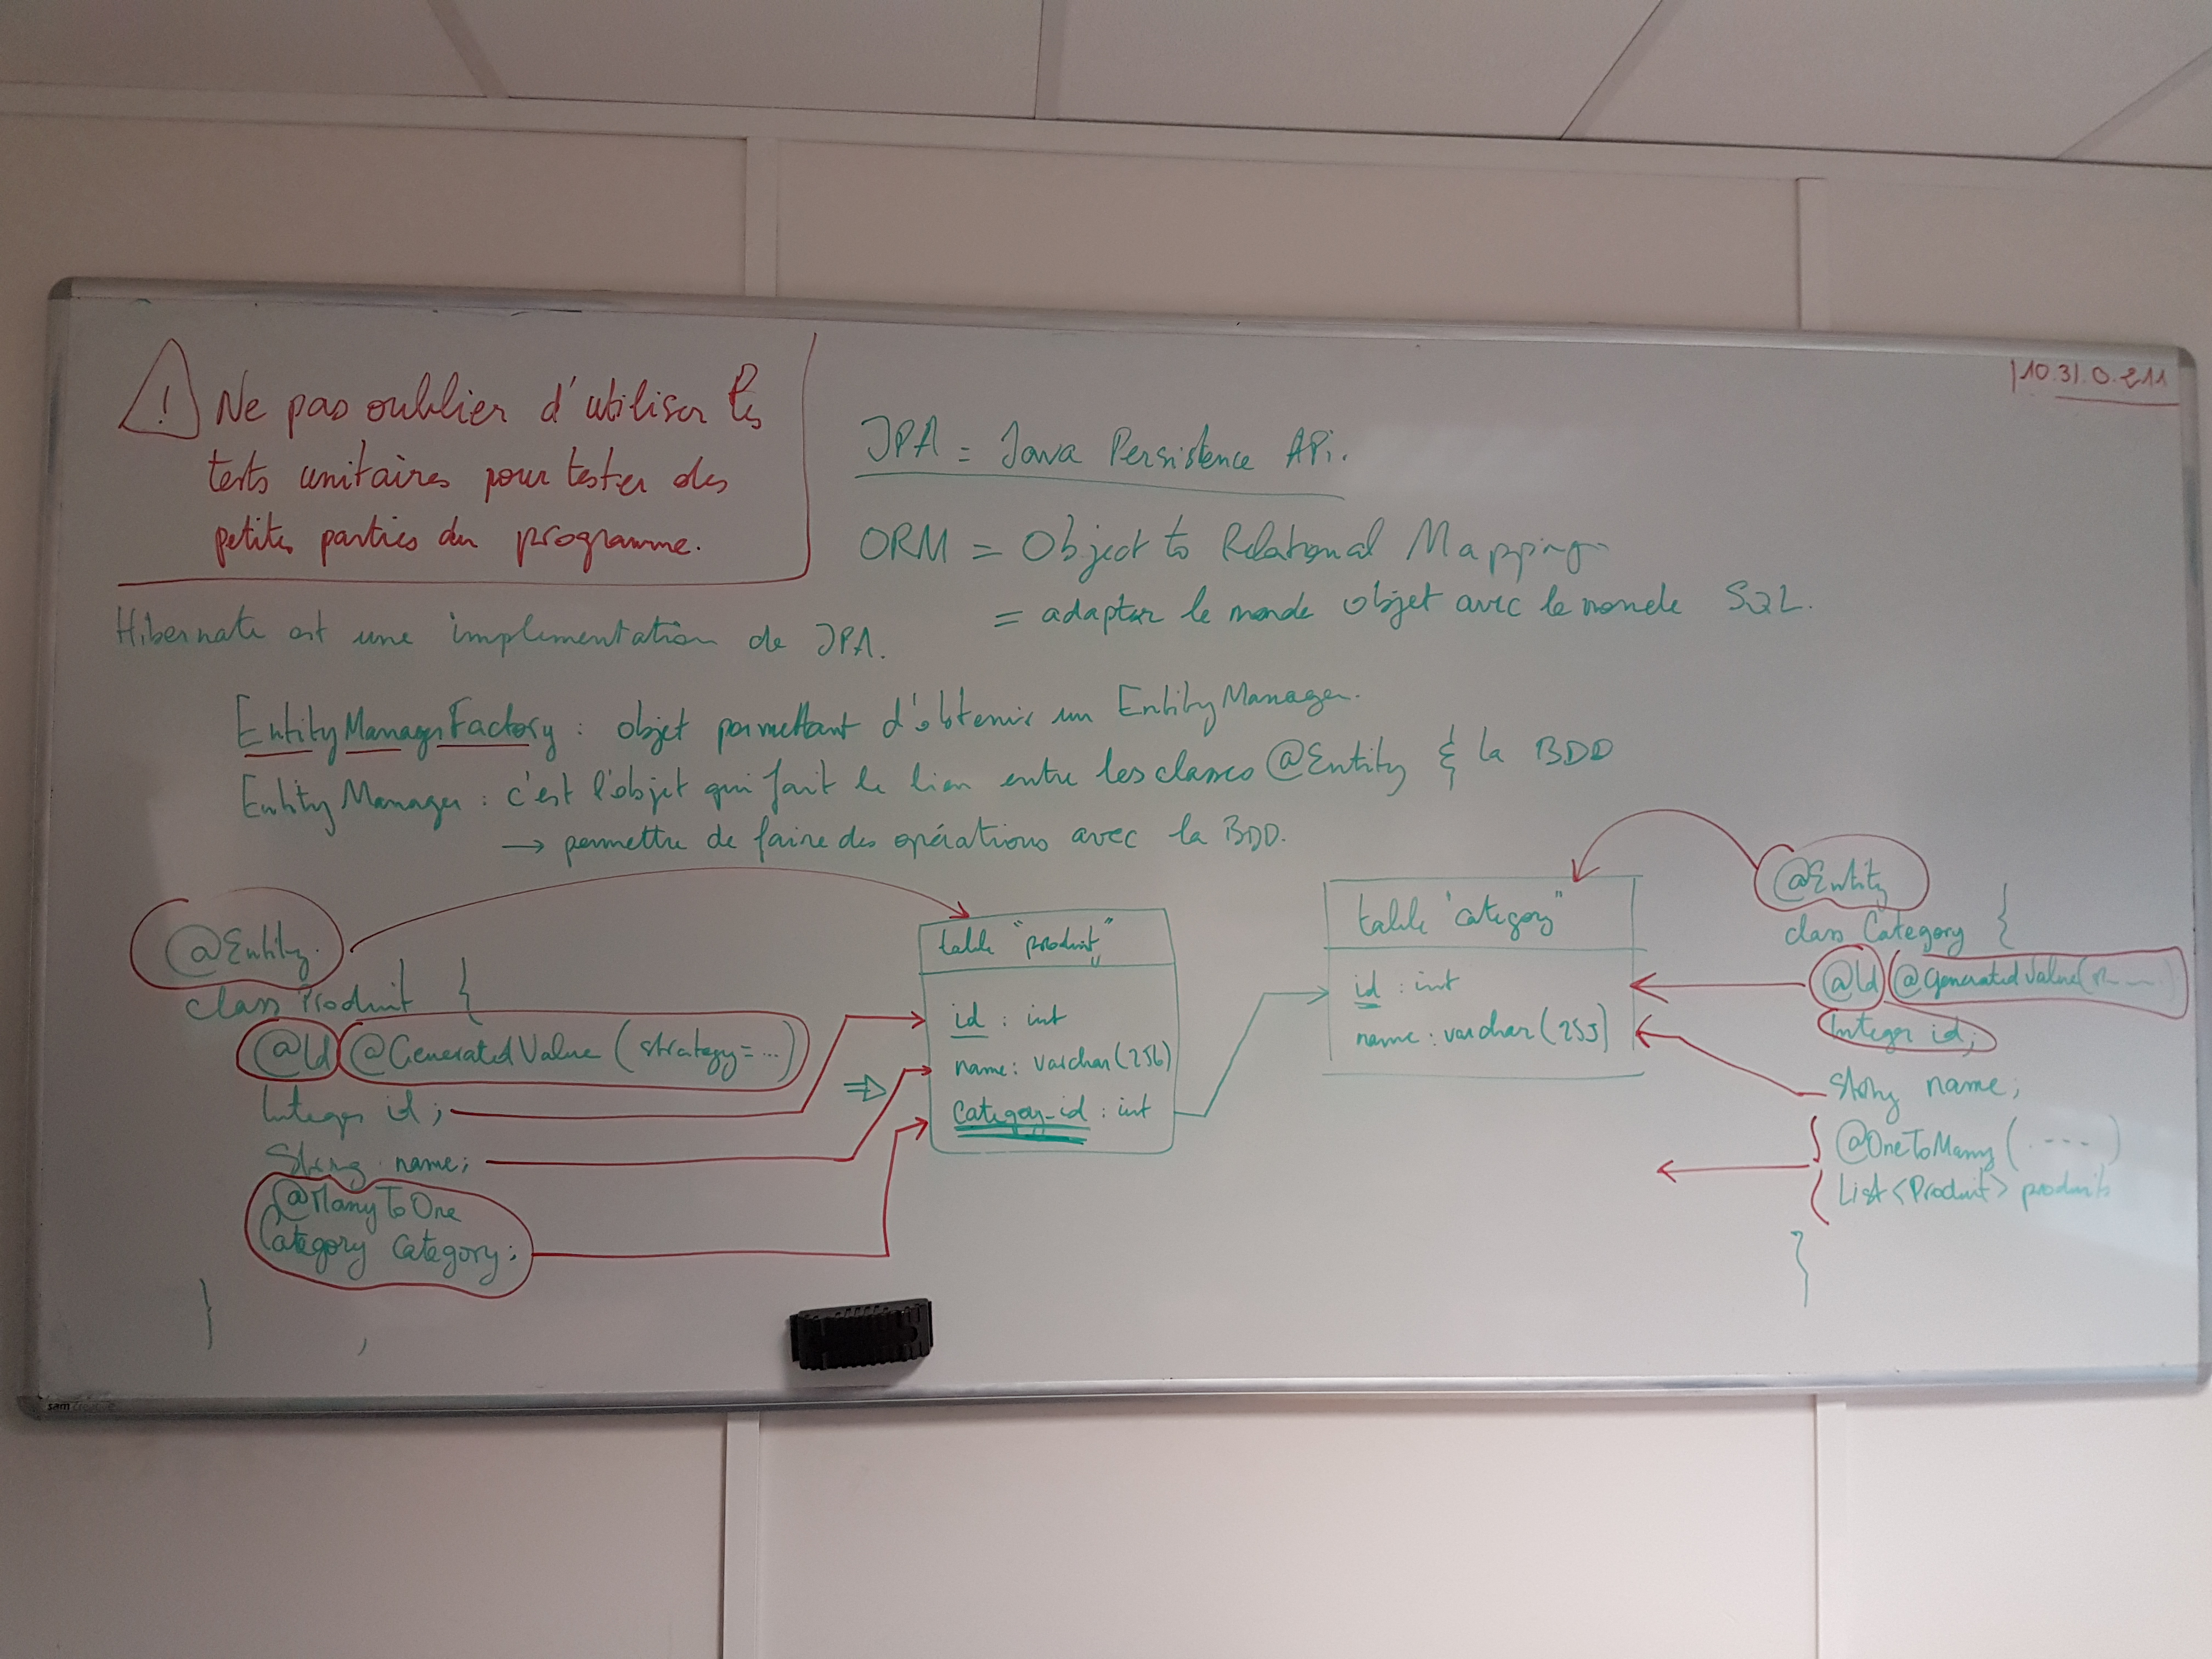 ! Ne pas oublier d'utiliser les
tests unitaires pour tester des
petites parties du programme.
10.31.0.211
JPA = Java Persistence APi.
ORM = Object to Relational Mapping
= adapter le monde objet avec le monde SQL.
Hibernate est une implementation de JPA.
EntityManagerFactory : objet permettant d'obtenir un EntityManager.
EntityManager : c'est l'objet qui fait le lien entre les classes @Entity & la BDD
→ permettre de faire des opérations avec la BDD.
@Entity
class Produit {
@Id @GeneratedValue (strategy=...)
Integer id;
String name;
@ManyToOne
Category category;
}
table "produit"
id : int
name : varchar(256)
category_id : int
table "category"
id : int
name : varchar(255)
@Entity
class Category {
@Id @GeneratedValue(
Integer id;
String name;
@OneToMany (....)
List<Produit> produits
}
sam